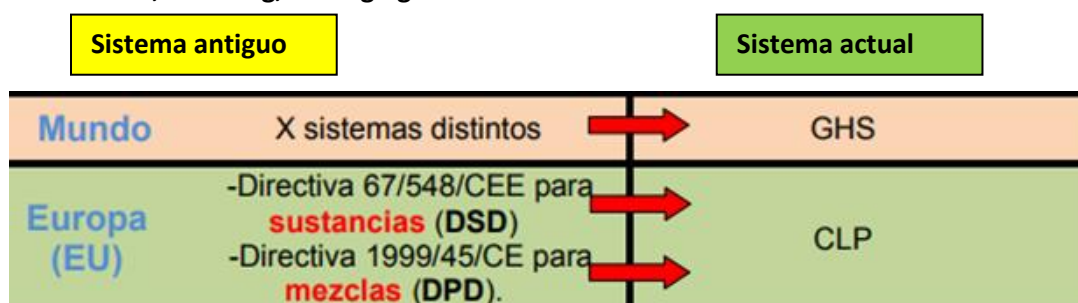 Sistema antiguo
Sistema actual
Mundo
X sistemas distintos
GHS
Europa
(EU)
-Directiva 67/548/CEE para
sustancias (DSD)
-Directiva 1999/45/CE para
mezclas (DPD).
CLP